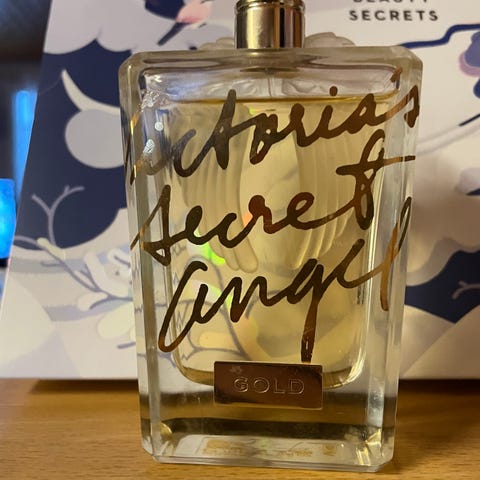 BEAUTY
SECRETS
Victoria's
Secret
angel
GOLD